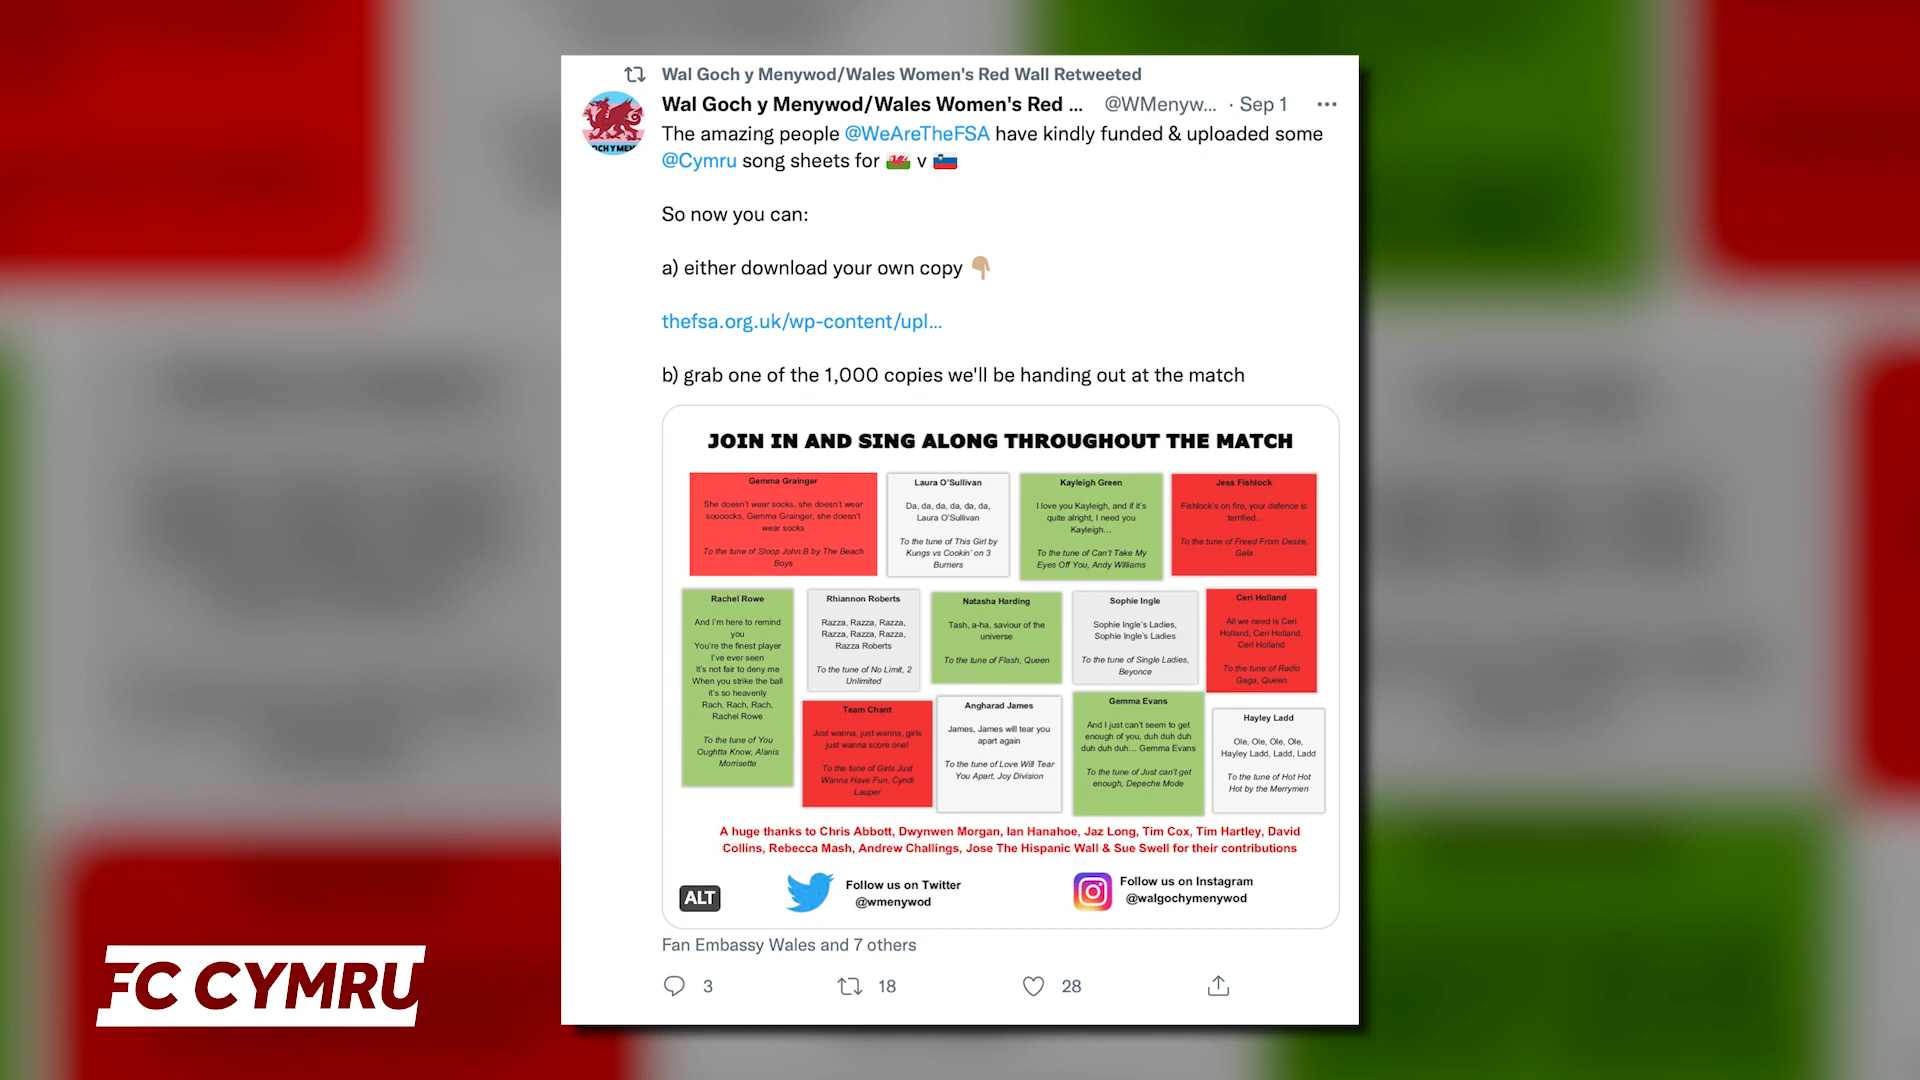 Wal Goch y Menywod/Wales Women's Red Wall Retweeted
Wal Goch y Menywod/Wales Women's Red ... @WMenyw... · Sep 1
The amazing people @WeAreTheFSA have kindly funded & uploaded some
@Cymru song sheets for 🏴󠁧󠁢󠁷󠁬󠁳󠁿 v 🇸🇮
So now you can:
a) either download your own copy 👇🏼
thefsa.org.uk/wp-content/upl...
b) grab one of the 1,000 copies we'll be handing out at the match
JOIN IN AND SING ALONG THROUGHOUT THE MATCH
Gemma Grainger
She doesn't wear socks, she doesn't wear
soooocks, Gemma Grainger, she doesn't
wear socks
To the tune of Sloop John.B by The Beach
Boys
Laura O'Sullivan
Da, da, da, da, da, da,
Laura O'Sullivan
To the tune of This Girl by
Kungs vs Cookin' on 3
Burners
Kayleigh Green
I love you Kayleigh, and if it's
quite alright, I need you
Kayleigh...
To the tune of Can't Take My
Eyes Off You, Andy Williams
Jess Fishlock
Fishlock's on fire, your defence is
terrified..
To the tune of Freed From Desire,
Gala
Rachel Rowe
And I'm here to remind
you
You're the finest player
I've ever seen
It's not fair to deny me
When you strike the ball
it's so heavenly
Rach, Rach, Rach,
Rachel Rowe
To the tune of You
Oughtta Know, Alanis
Morrisette
Rhiannon Roberts
Razza, Razza, Razza,
Razza, Razza, Razza,
Razza Roberts
To the tune of No Limit, 2
Unlimited
Natasha Harding
Tash, a-ha, saviour of the
universe
To the tune of Flash, Queen
Sophie Ingle
Sophie Ingle's Ladies,
Sophie Ingle's Ladies
To the tune of Single Ladies,
Beyonce
Ceri Holland
All we need is Ceri
Holland, Ceri Holland,
Ceri Holland
To the tune of Radio
Gaga, Queen
Team Chant
Just wanna, just wanna, girls
just wanna score one!
To the tune of Girls Just
Wanna Have Fun, Cyndi
Lauper
Angharad James
James, James will tear you
apart again
To the tune of Love Will Tear
You Apart, Joy Division
Gemma Evans
And I just can't seem to get
enough of you, duh duh duh
duh duh duh... Gemma Evans
To the tune of Just can't get
enough, Depeche Mode
Hayley Ladd
Ole, Ole, Ole, Ole,
Hayley Ladd, Ladd, Ladd
To the tune of Hot Hot
Hot by the Merrymen
A huge thanks to Chris Abbott, Dwynwen Morgan, Ian Hanahoe, Jaz Long, Tim Cox, Tim Hartley, David
Collins, Rebecca Mash, Andrew Challings, Jose The Hispanic Wall & Sue Swell for their contributions
ALT
Follow us on Twitter
@wmenywod
Follow us on Instagram
@walgochymenywod
Fan Embassy Wales and 7 others
3 18 28
FC CYMRU